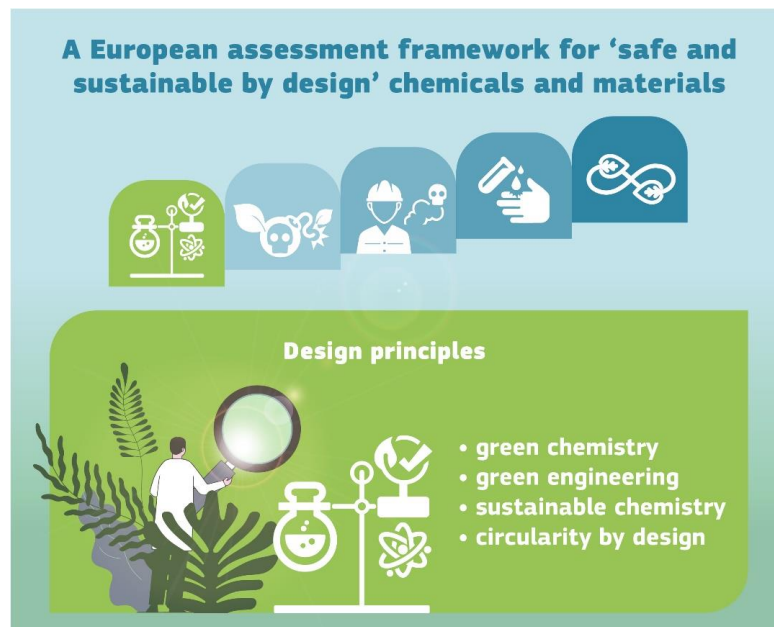 A European assessment framework for ‘safe and
sustainable by design’ chemicals and materials
Design principles
• green chemistry
• green engineering
• sustainable chemistry
• circularity by design